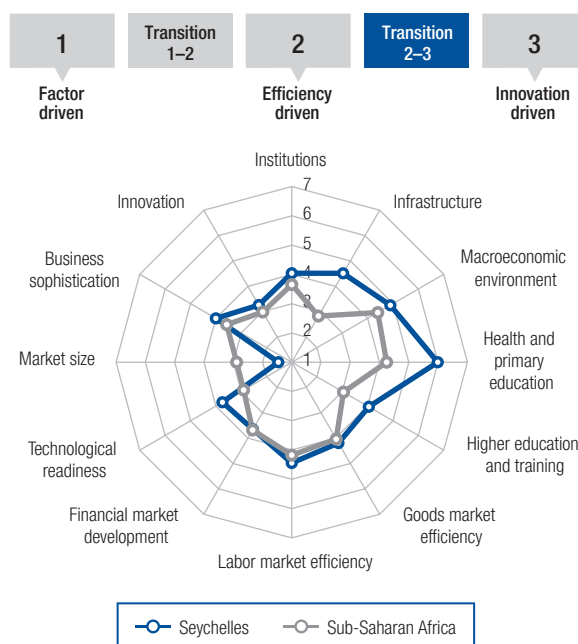 1
Transition
1–2
2
Transition
2–3
3
Factor
driven
Efficiency
driven
Innovation
driven
Institutions
Infrastructure
Macroeconomic
environment
Health and
primary
education
Higher education
and training
Goods market
efficiency
Labor market efficiency
Financial market
development
Technological
readiness
Market size
Business
sophistication
Innovation
7
6
5
4
3
2
1
Seychelles
Sub-Saharan Africa